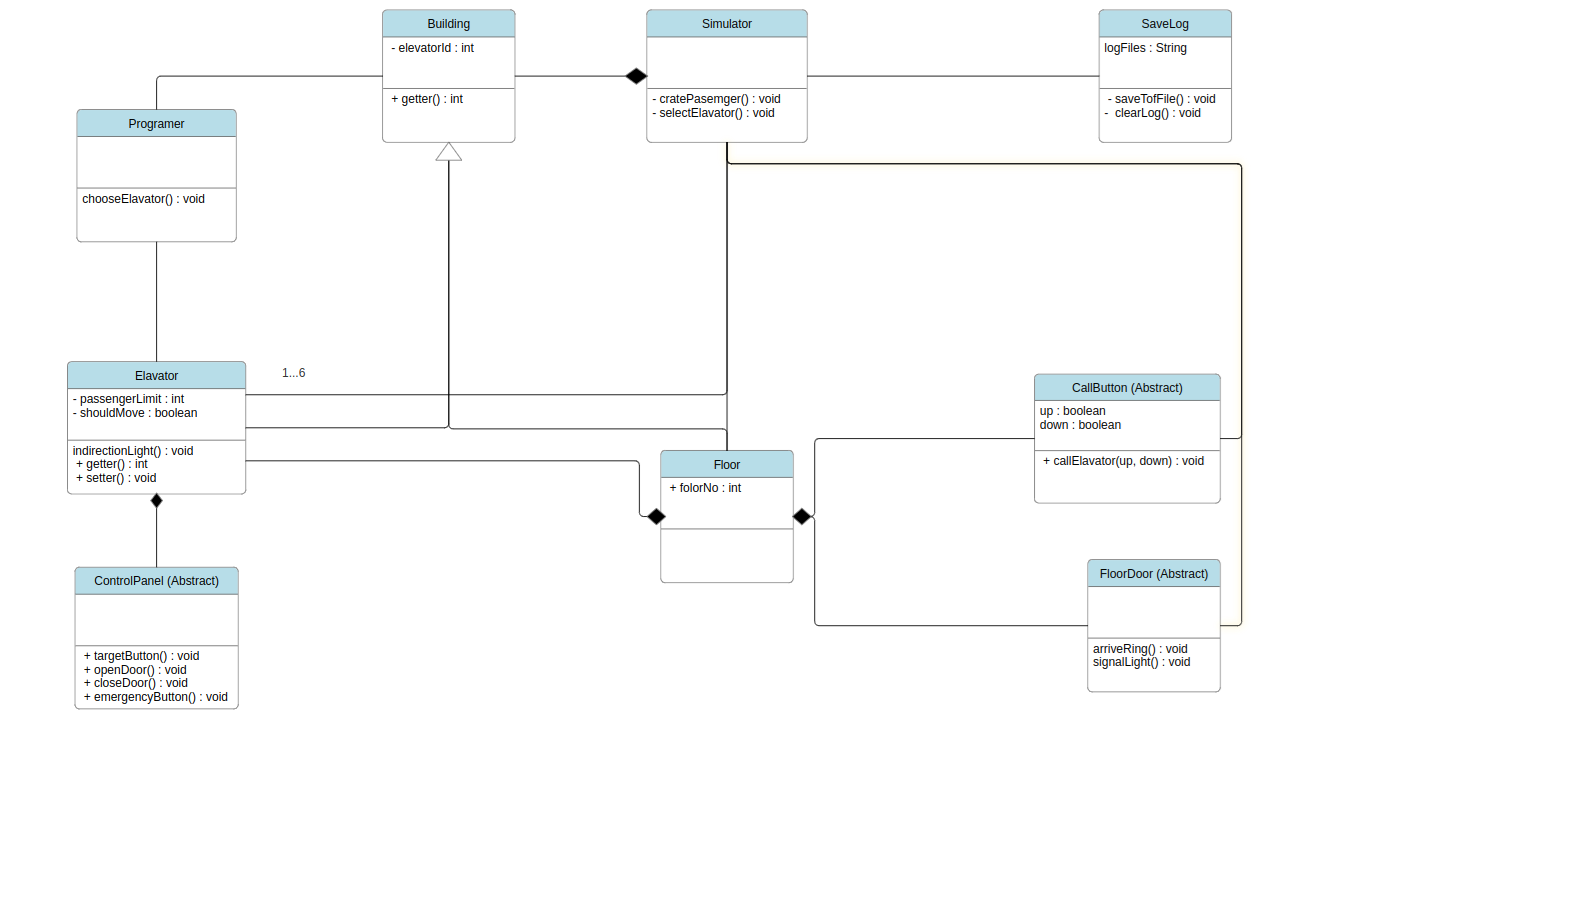 Building
- elevatorId : int
+ getter() : int
Simulator
- cratePasemger() : void
- selectElavator() : void
SaveLog
logFiles : String
- saveTofFile() : void
- clearLog() : void
Programer
chooseElavator() : void
Elavator
- passengerLimit : int
- shouldMove : boolean
indirectionLight() : void
+ getter() : int
+ setter() : void
1...6
CallButton (Abstract)
up : boolean
down : boolean
+ callElavator(up, down) : void
Floor
+ folorNo : int
ControlPanel (Abstract)
+ targetButton() : void
+ openDoor() : void
+ closeDoor() : void
+ emergencyButton() : void
FloorDoor (Abstract)
arriveRing() : void
signalLight() : void